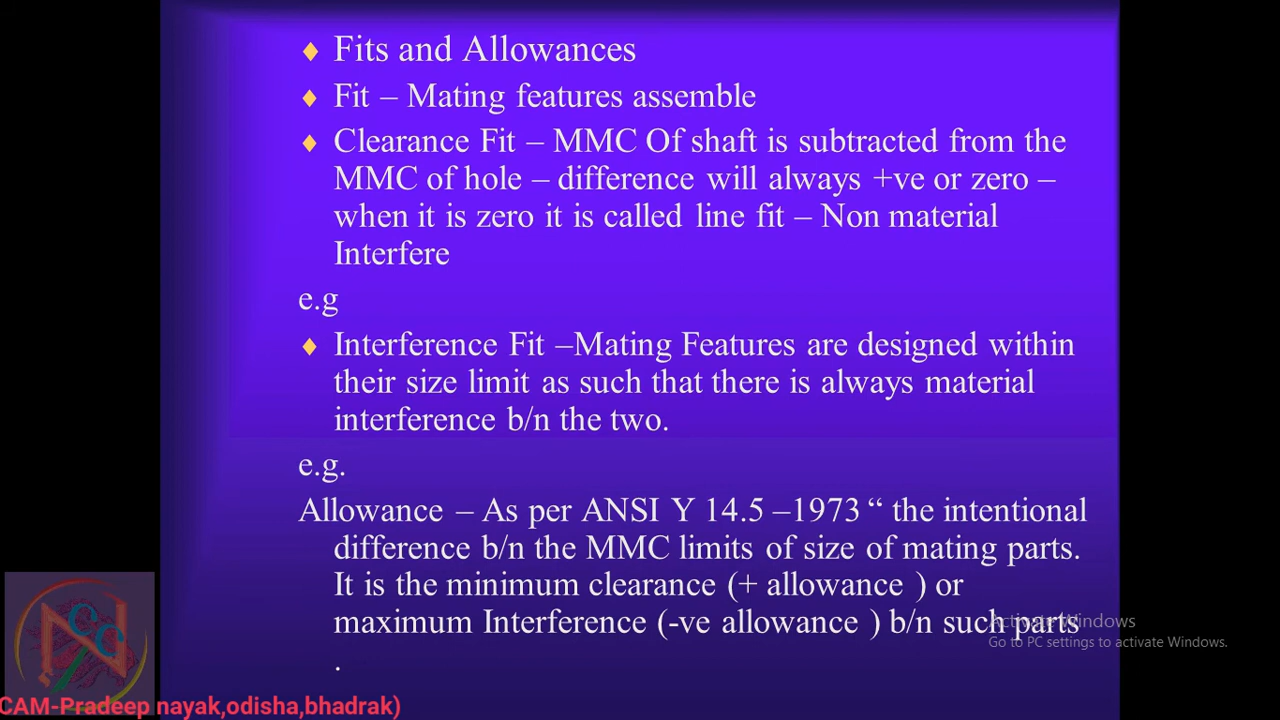 Fits and Allowances
Fit – Mating features assemble
Clearance Fit – MMC Of shaft is subtracted from the
MMC of hole – difference will always +ve or zero –
when it is zero it is called line fit – Non material
Interfere
e.g
Interference Fit –Mating Features are designed within
their size limit as such that there is always material
interference b/n the two.
e.g.
Allowance – As per ANSI Y 14.5 –1973 “ the intentional
difference b/n the MMC limits of size of mating parts.
It is the minimum clearance (+ allowance ) or
maximum Interference (-ve allowance ) b/n such parts
.
Activate Windows
Go to PC settings to activate Windows.
CAM-Pradeep nayak,odisha,bhadrak)